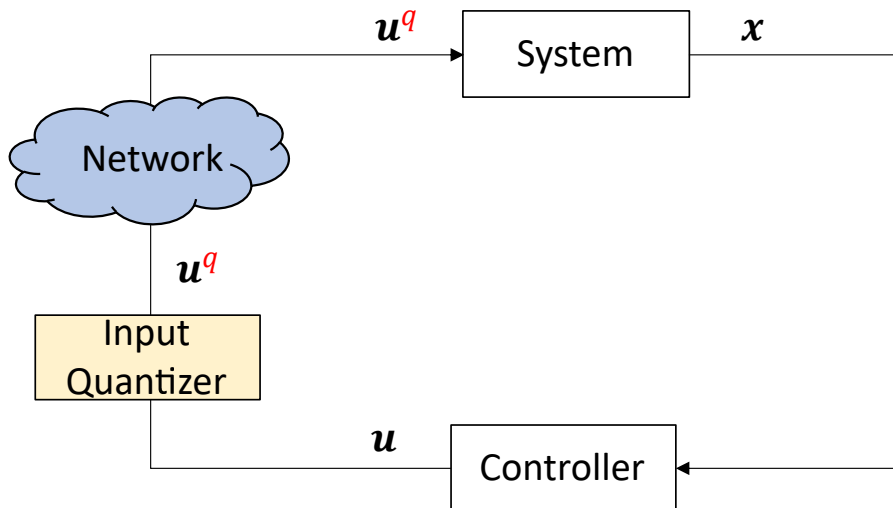 u^q
System
x
Network
u^q
Input
Quantizer
u
Controller